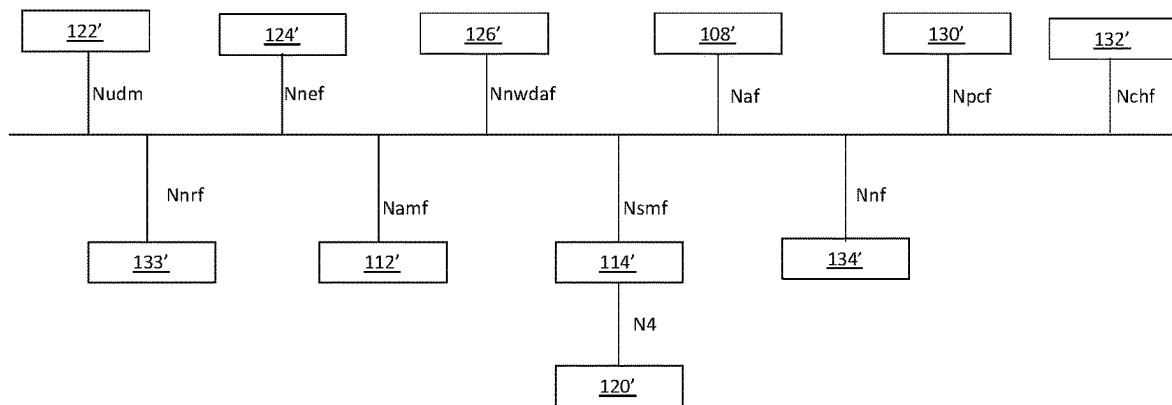 122’
124’
126’
108’
130’
132’
Nudm
Nnef
Nnwdaf
Naf
Npcf
Nchf
Nnrf
Namf
Nsmf
Nnf
133’
112’
114’
134’
N4
120’